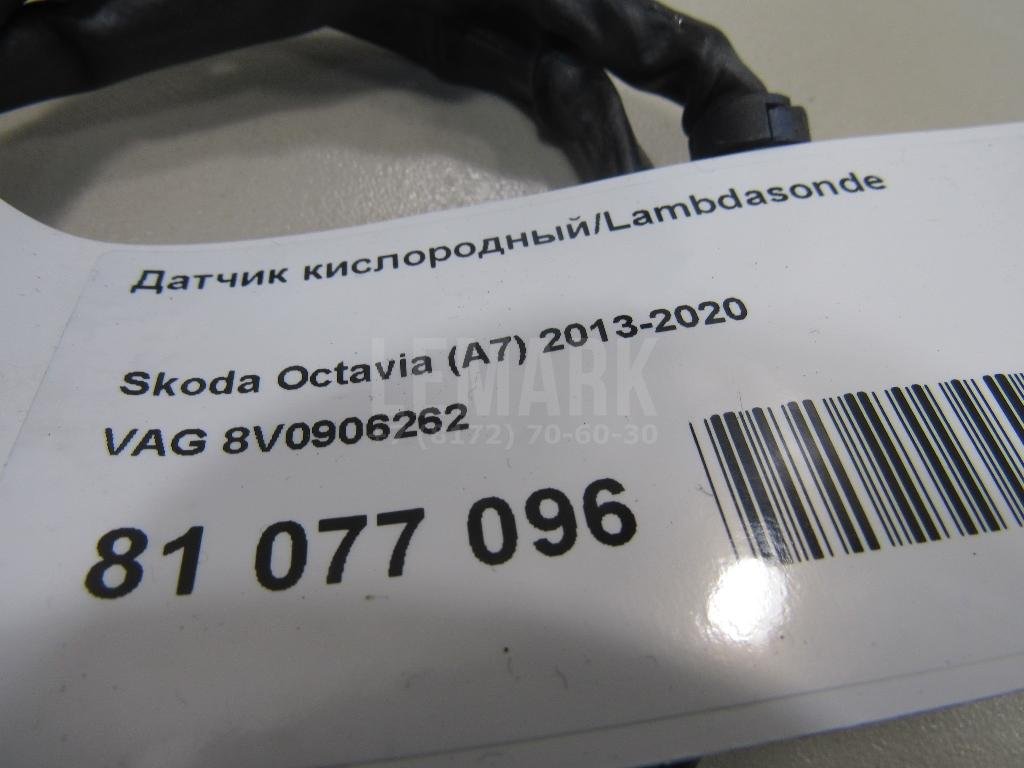 Датчик кислородный/Lambdasonde
Skoda Octavia (A7) 2013-2020
LEMARK
VAG 8V0906262
(8172) 70-60-30
81 077 096